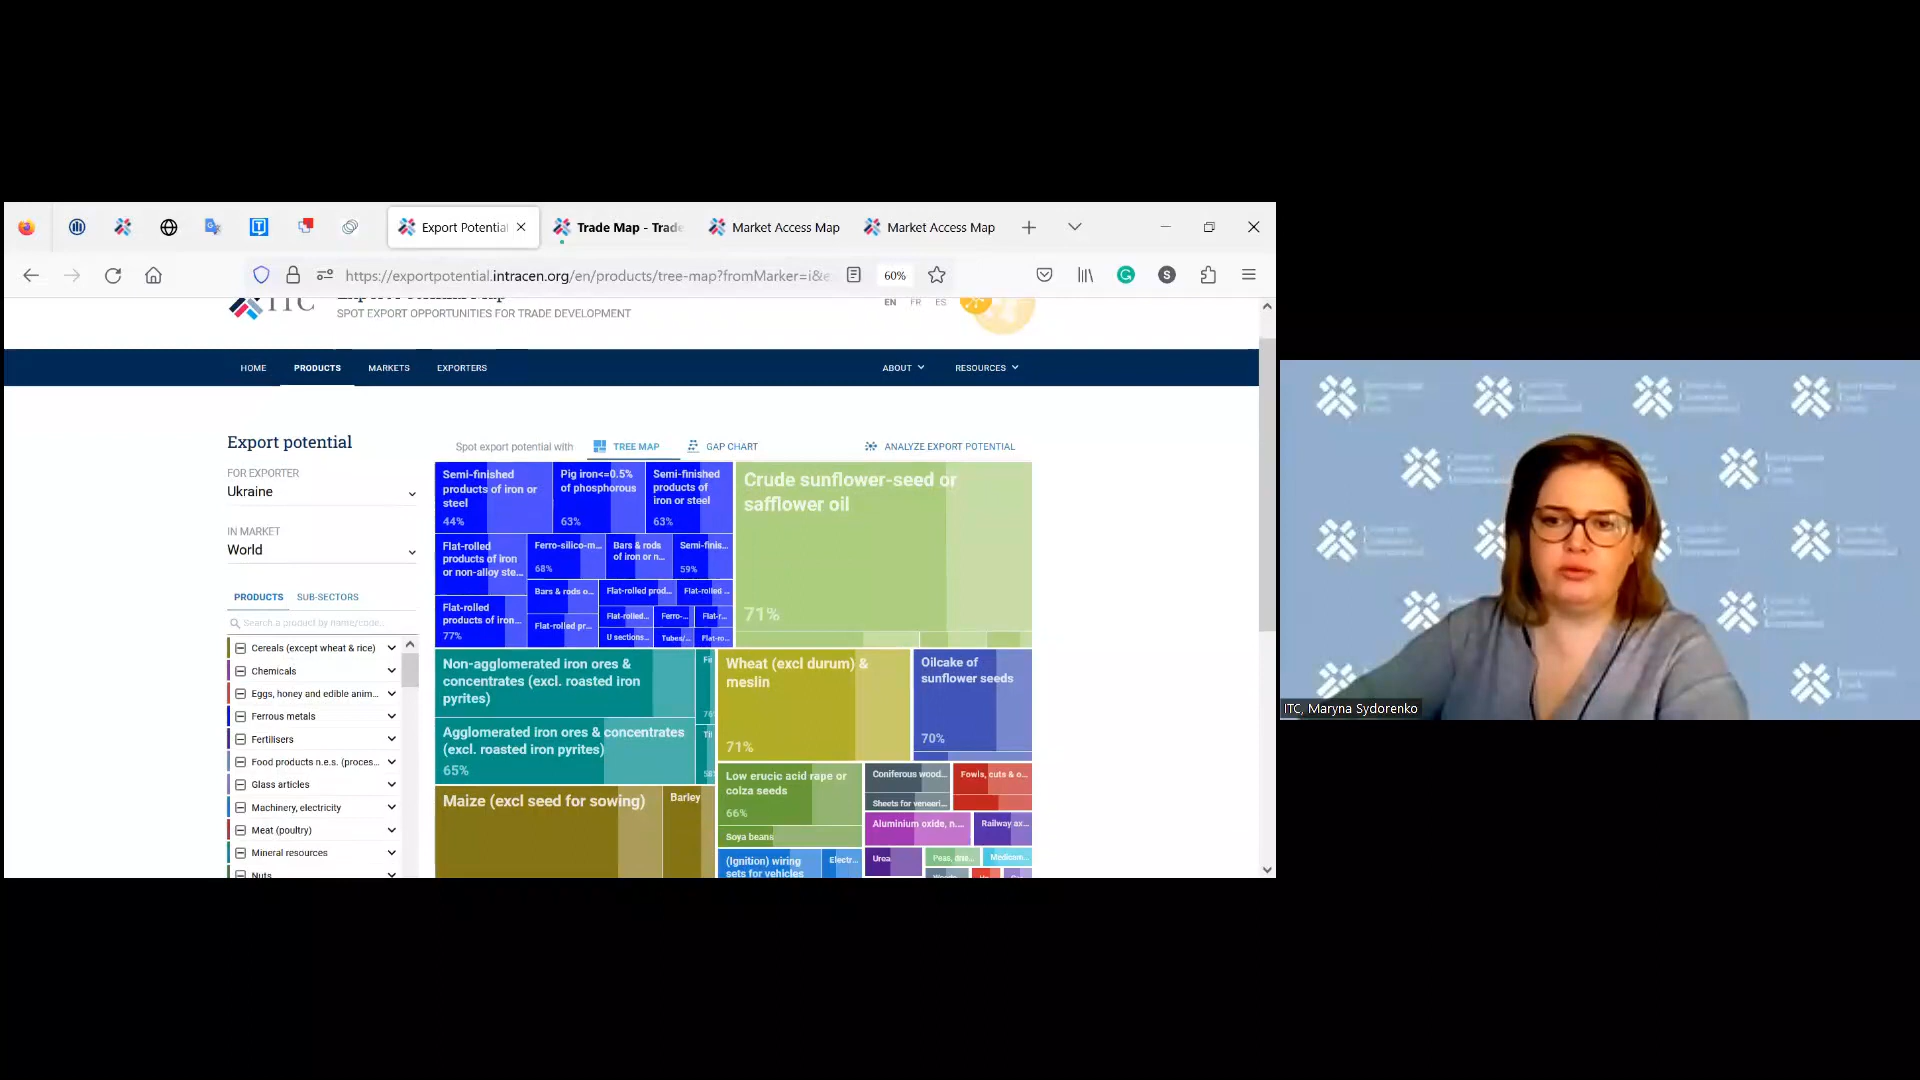 Export Potential
Trade Map - Trade
Market Access Map
Market Access Map
https://exportpotential.intracen.org/en/products/tree-map?fromMarker=i&e
60%
ITC
SPOT EXPORT OPPORTUNITIES FOR TRADE DEVELOPMENT
EN FR ES
HOME PRODUCTS MARKETS EXPORTERS ABOUT RESOURCES
Export potential
FOR EXPORTER
Ukraine
IN MARKET
World
PRODUCTS SUB-SECTORS
Search a product by name/code...
Cereals (except wheat & rice)
Chemicals
Eggs, honey and edible anim...
Ferrous metals
Fertilisers
Food products n.e.s. (proces...
Glass articles
Machinery, electricity
Meat (poultry)
Mineral resources
Nuts
Spot export potential with TREE MAP GAP CHART ANALYZE EXPORT POTENTIAL
Semi-finished
products of iron or
steel
44%
Pig iron<=0.5%
of phosphorous
63%
Semi-finished
products of
iron or steel
63%
Flat-rolled
products of iron
or non-alloy ste...
Ferro-silico-m...
68%
Bars & rods
of iron or n...
Semi-finis...
59%
Flat-rolled
products of iron...
77%
Bars & rods o...
Flat-rolled pr...
Flat-rolled prod...
Flat-rolled ...
Flat-rolled...
Ferro-...
Flat-r...
U sections...
Tubes/...
Flat-ro...
Crude sunflower-seed or
safflower oil
71%
Non-agglomerated iron ores &
concentrates (excl. roasted iron
pyrites)
Agglomerated iron ores & concentrates
(excl. roasted iron pyrites)
65%
Maize (excl seed for sowing)
Barley
Wheat (excl durum) &
meslin
71%
Oilcake of
sunflower seeds
70%
Low erucic acid rape or
colza seeds
66%
Soya beans
(Ignition) wiring
sets for vehicles
Electr...
Coniferous wood...
Sheets for veneeri...
Fowls, cuts & o...
Aluminium oxide, n....
Railway ax...
Urea
Medicam...
ITC, Maryna Sydorenko